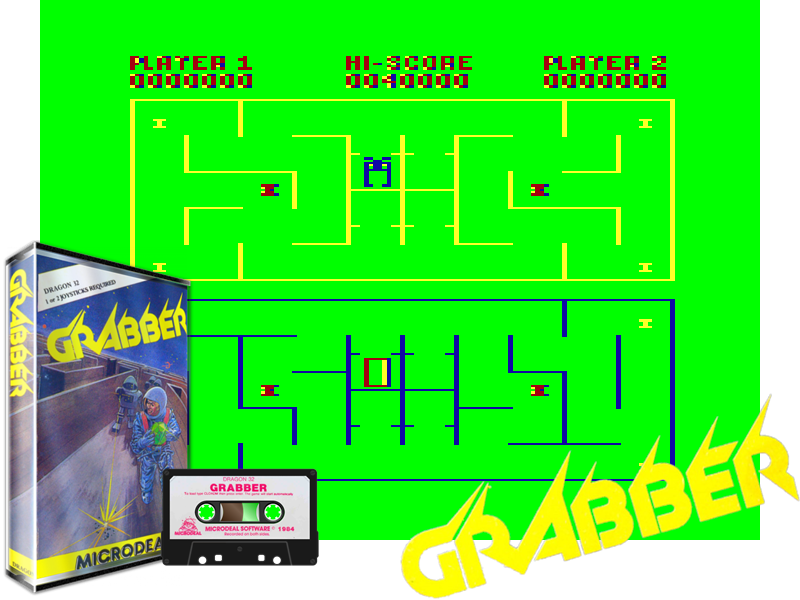 PLAYER 1 HI-SCORE PLAYER 2
0000000 0040000 0000000
DRAGON 32
1 or 2 JOYSTICKS REQUIRED
GRABBER
GRABBER
MICRODEAL
DRAGON 32
GRABBER
MICRODEAL SOFTWARE © 1984
Recorded on both sides
MICRODEAL
GRABBER